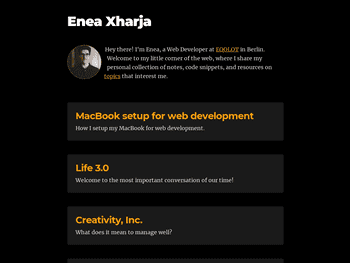 Enea Xharja
Hey there! I'm Enea, a Web Developer at EQOLOT in Berlin.
Welcome to my little corner of the web, where I share my
personal collection of notes, code snippets, and resources on
topics that interest me.
MacBook setup for web development
How I setup my MacBook for web development.
Life 3.0
Welcome to the most important conversation of our time!
Creativity, Inc.
What does it mean to manage well?